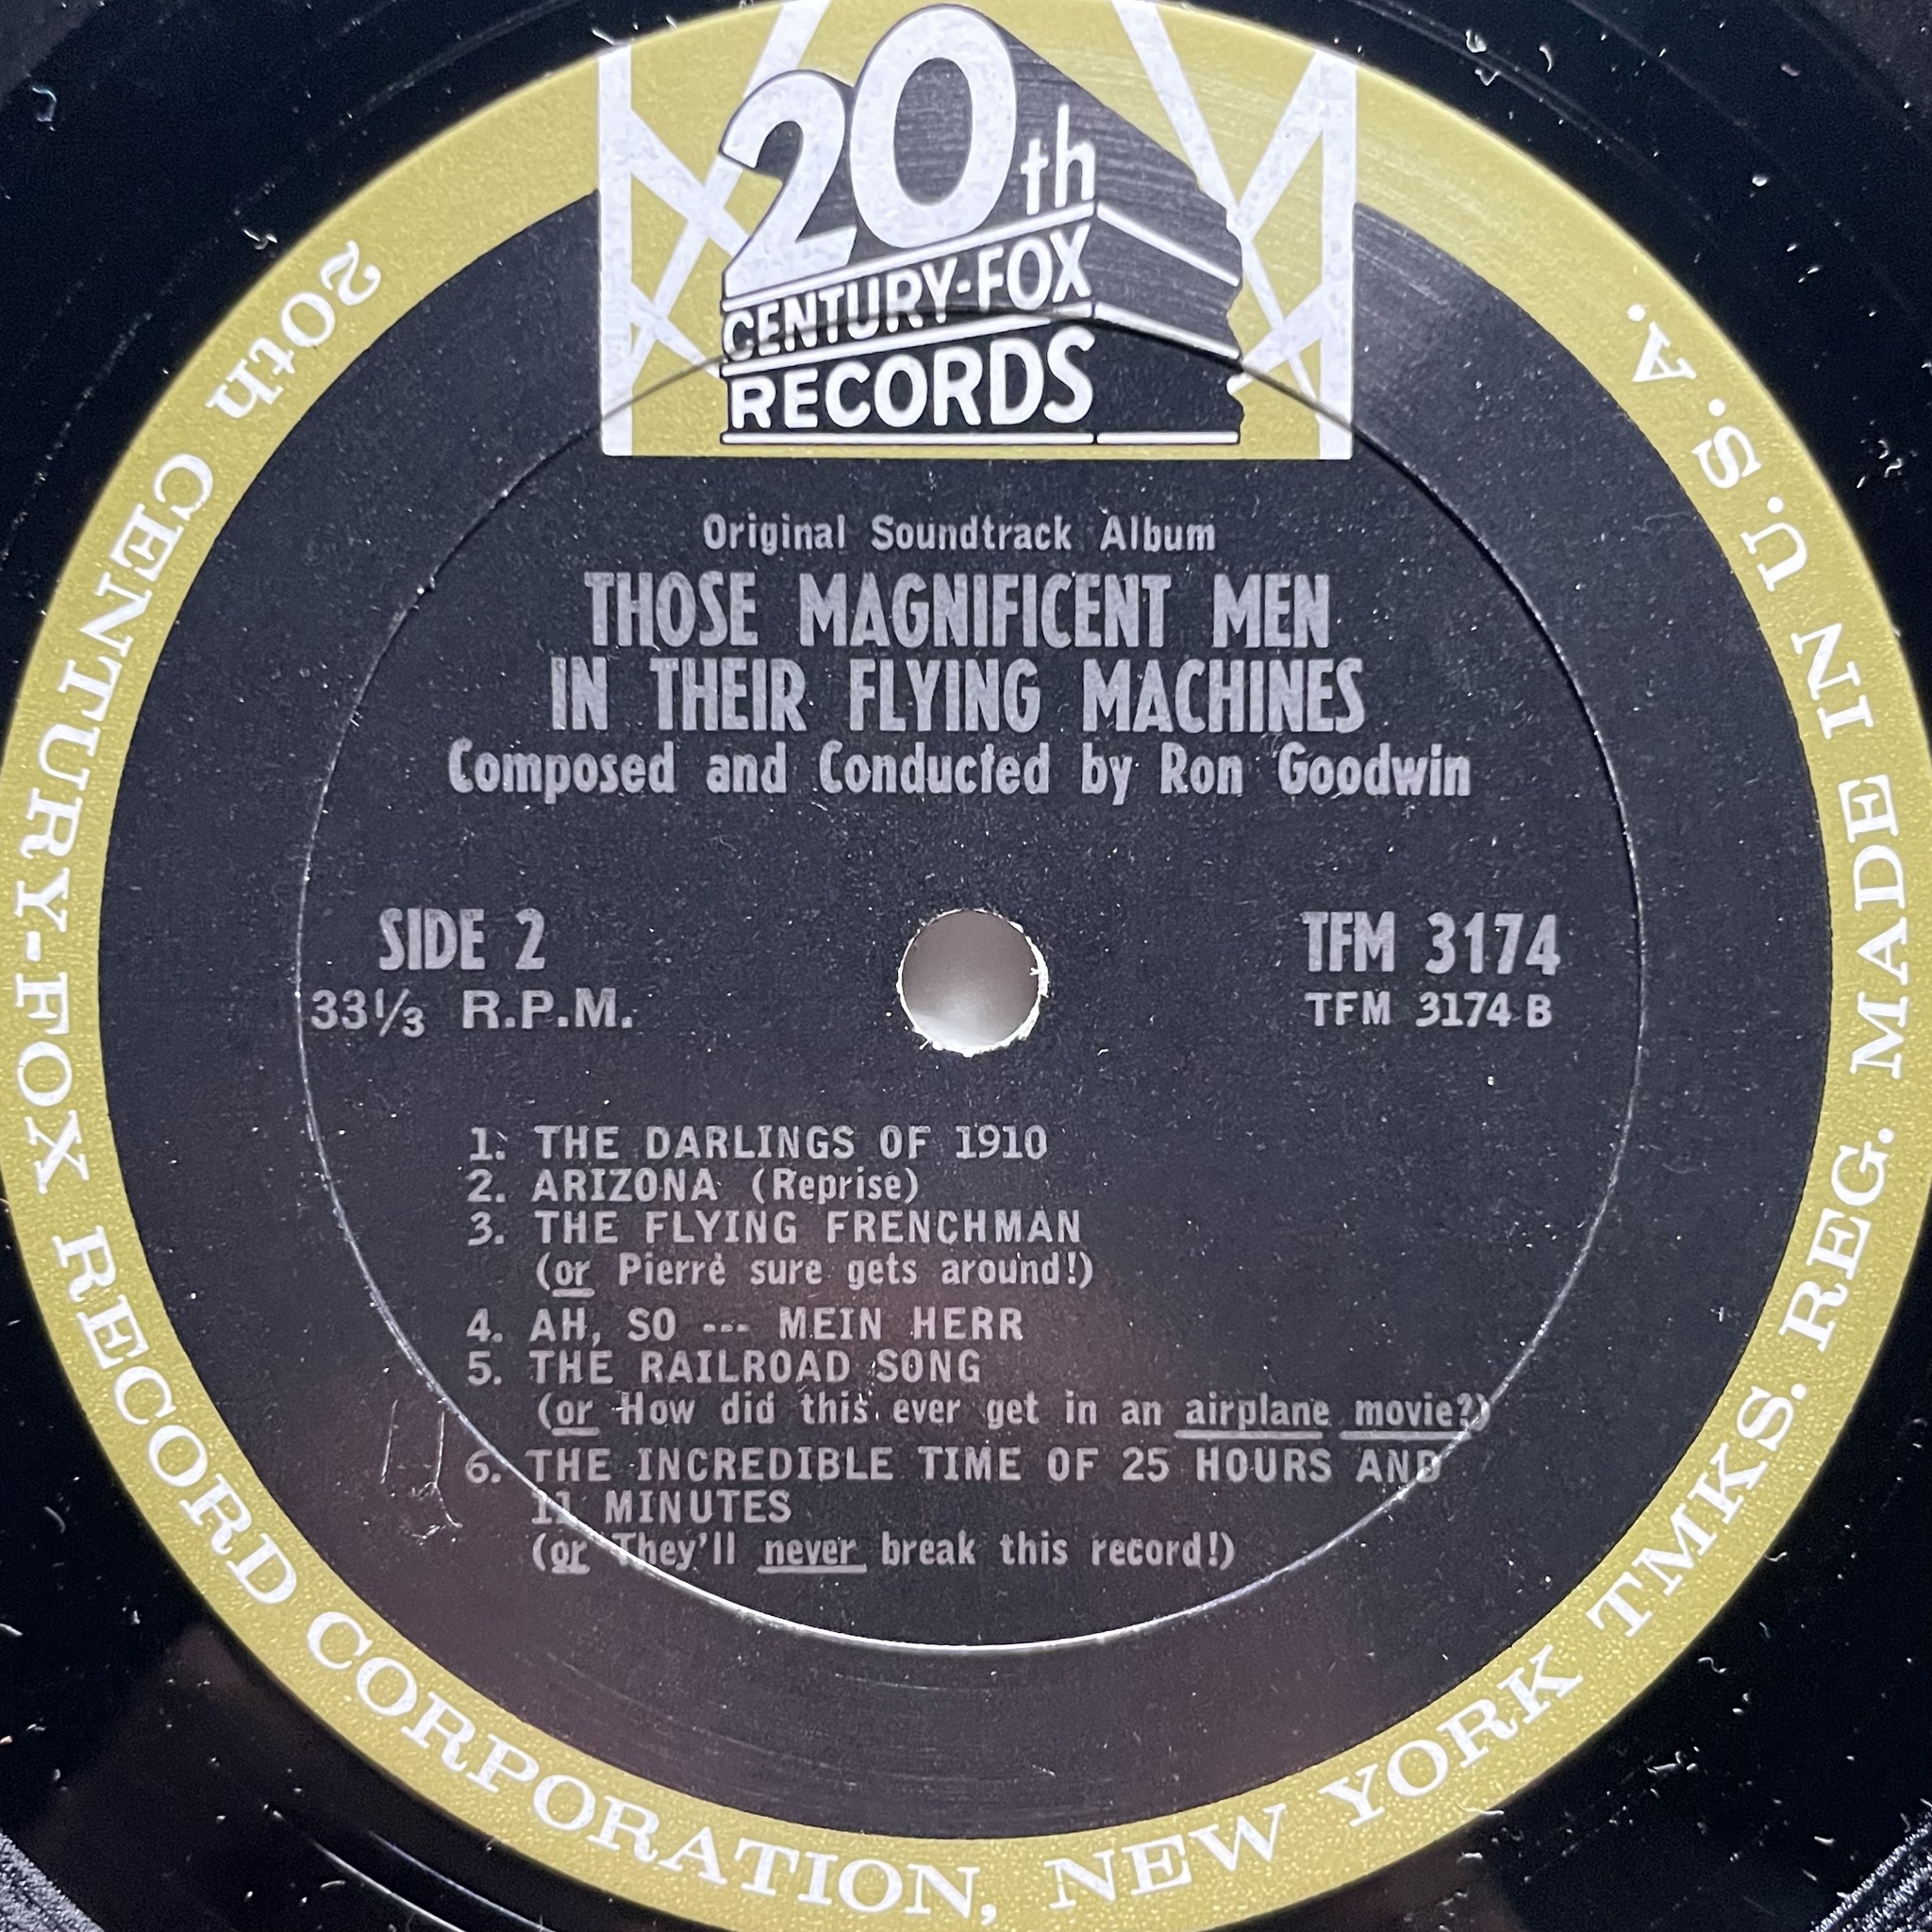 20th
CENTURY-FOX
RECORDS
Original Soundtrack Album
THOSE MAGNIFICENT MEN
IN THEIR FLYING MACHINES
Composed and Conducted by Ron Goodwin
SIDE 2
33⅓ R.P.M.
TFM 3174
TFM 3174 B
1. THE DARLINGS OF 1910
2. ARIZONA (Reprise)
3. THE FLYING FRENCHMAN
(or Pierre sure gets around!)
4. AH, SO --- MEIN HERR
5. THE RAILROAD SONG
(or How did this ever get in an airplane movie?)
6. THE INCREDIBLE TIME OF 25 HOURS AND
11 MINUTES
(or They'll never break this record!)
20th CENTURY-FOX RECORD CORPORATION, NEW YORK TMKS. REG. MADE IN U.S.A.